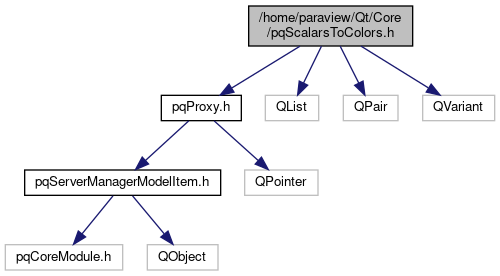 /home/paraview/Qt/Core
/pqScalarsToColors.h
pqProxy.h
QList
QPair
QVariant
pqServerManagerModelItem.h
QPointer
pqCoreModule.h
QObject